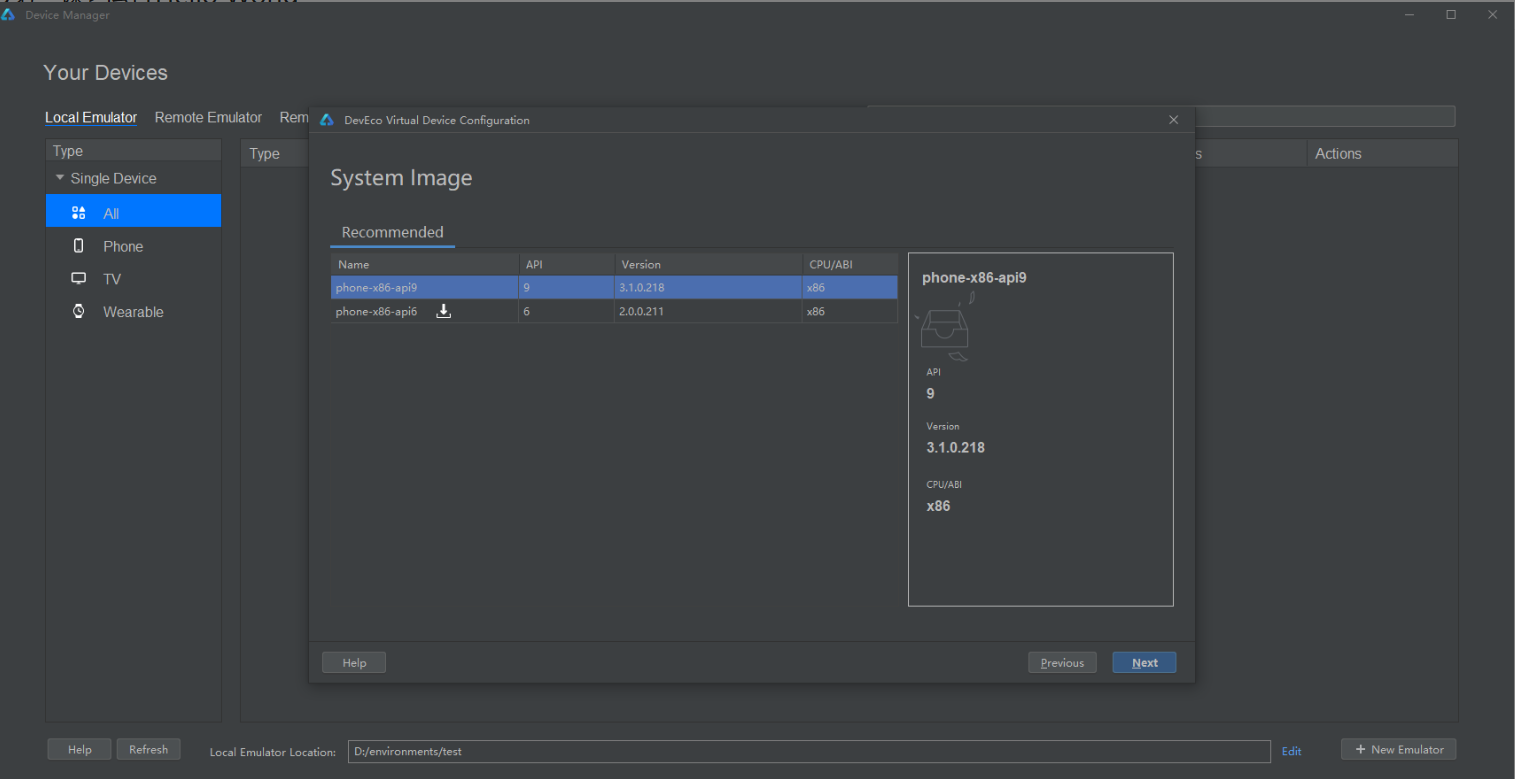 Device Manager
Your Devices
Local Emulator Remote Emulator Rem
DevEco Virtual Device Configuration
Type
Type
s
Actions
Single Device
All
Phone
TV
Wearable
System Image
Recommended
Name API Version CPU/ABI
phone-x86-api9 9 3.1.0.218 x86
phone-x86-api6 6 2.0.0.211 x86
phone-x86-api9
API
9
Version
3.1.0.218
CPU/ABI
x86
Help Previous Next
Help Refresh Local Emulator Location: D:/environments/test Edit + New Emulator